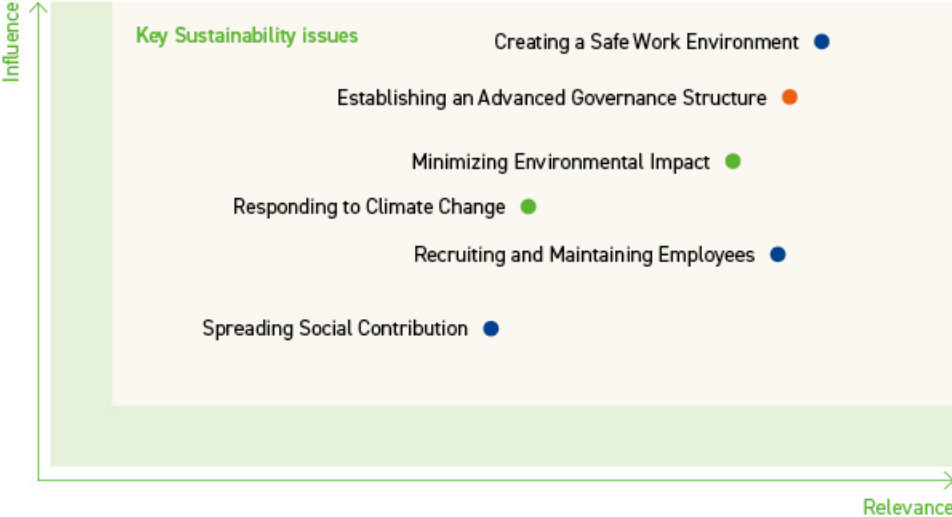 Influence
Key Sustainability issues
Creating a Safe Work Environment
Establishing an Advanced Governance Structure
Minimizing Environmental Impact
Responding to Climate Change
Recruiting and Maintaining Employees
Spreading Social Contribution
Relevance